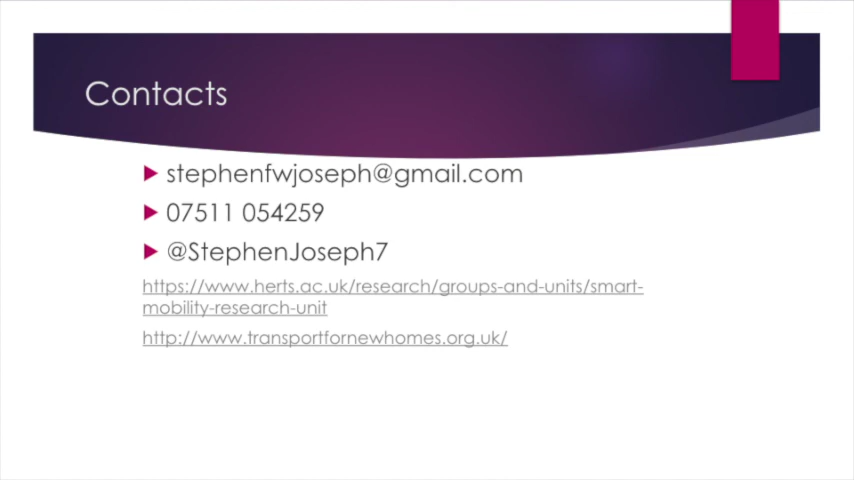 Contacts
stephenfwjoseph@gmail.com
07511 054259
@StephenJoseph7
https://www.herts.ac.uk/research/groups-and-units/smart-
mobility-research-unit
http://www.transportfornewhomes.org.uk/